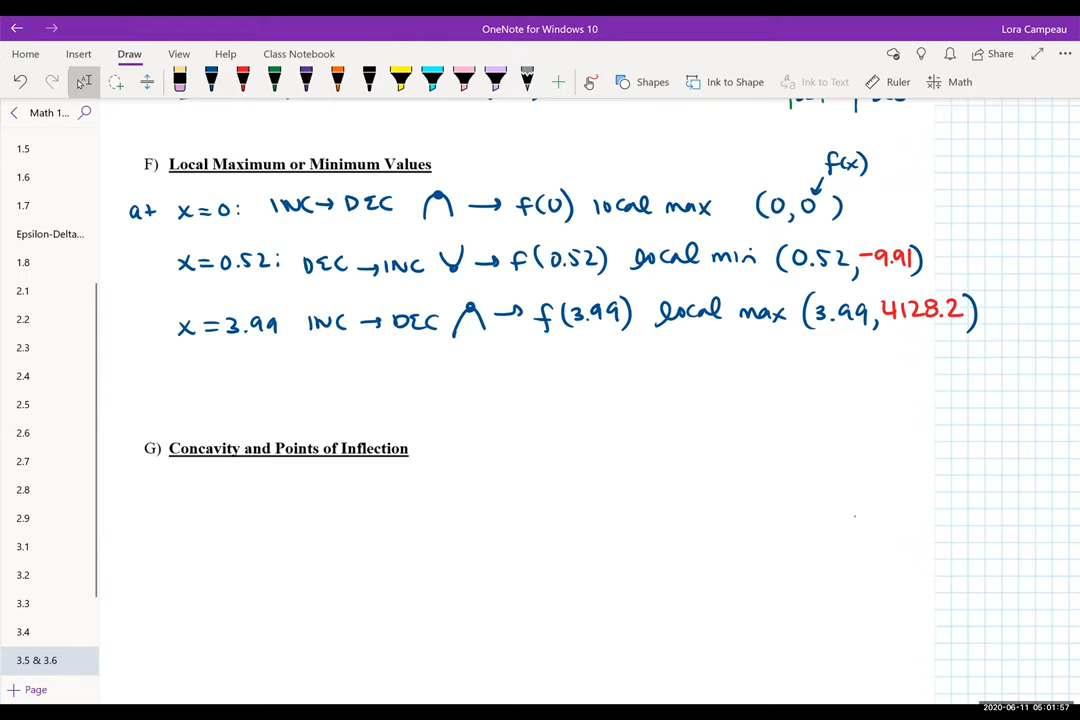 OneNote for Windows 10
Lora Campeau
Home Insert Draw View Help Class Notebook
Share
Shapes Ink to Shape Ink to Text Ruler Math
Math 1...
1.5
1.6
1.7
Epsilon-Delta...
1.8
2.1
2.2
2.3
2.4
2.5
2.6
2.7
2.8
2.9
3.1
3.2
3.3
3.4
3.5 & 3.6
Page
F) Local Maximum or Minimum Values
f(x)
at x=0: INC→DEC → f(0) local max (0,0)
x=0.52: DEC→INC → f(0.52) local min (0.52,-9.91)
x=3.99 INC→DEC → f(3.99) local max (3.99,4128.2)
G) Concavity and Points of Inflection
2020-06-11 05:01:57